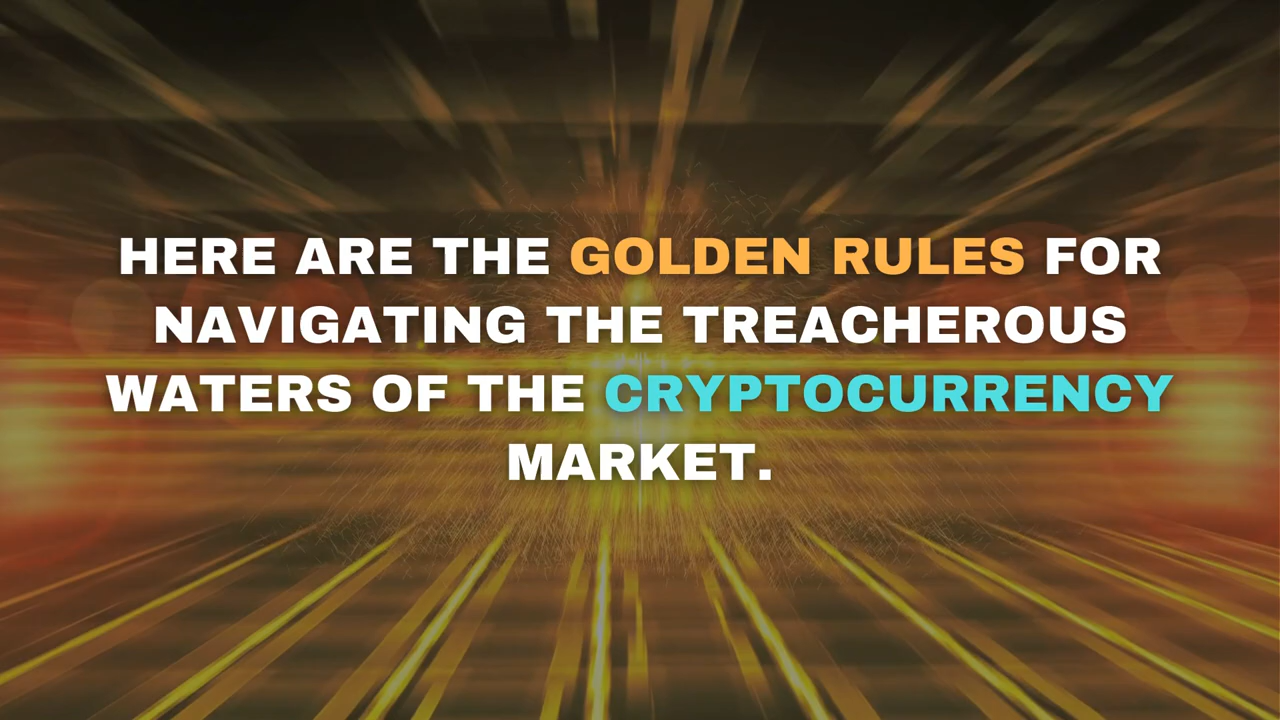 HERE ARE THE GOLDEN RULES FOR
NAVIGATING THE TREACHEROUS
WATERS OF THE CRYPTOCURRENCY
MARKET.